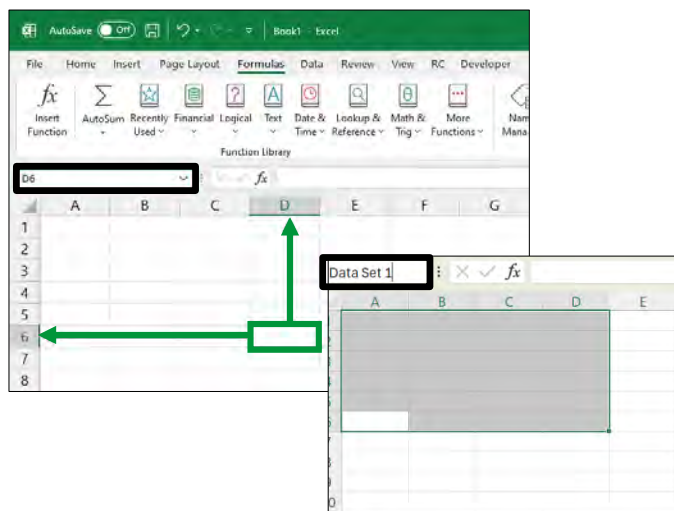 AutoSave Off Book1 - Excel
File Home Insert Page Layout Formulas Data Review View RC Developer
fx
Insert Function
AutoSum
Recently Used
Financial
Logical
Text
Date & Time
Lookup & Reference
Math & Trig
More Functions
Function Library
D6 fx
A B C D E F G
1
2
3
4
5
6
7
8
Data Set 1 fx
A B C D E